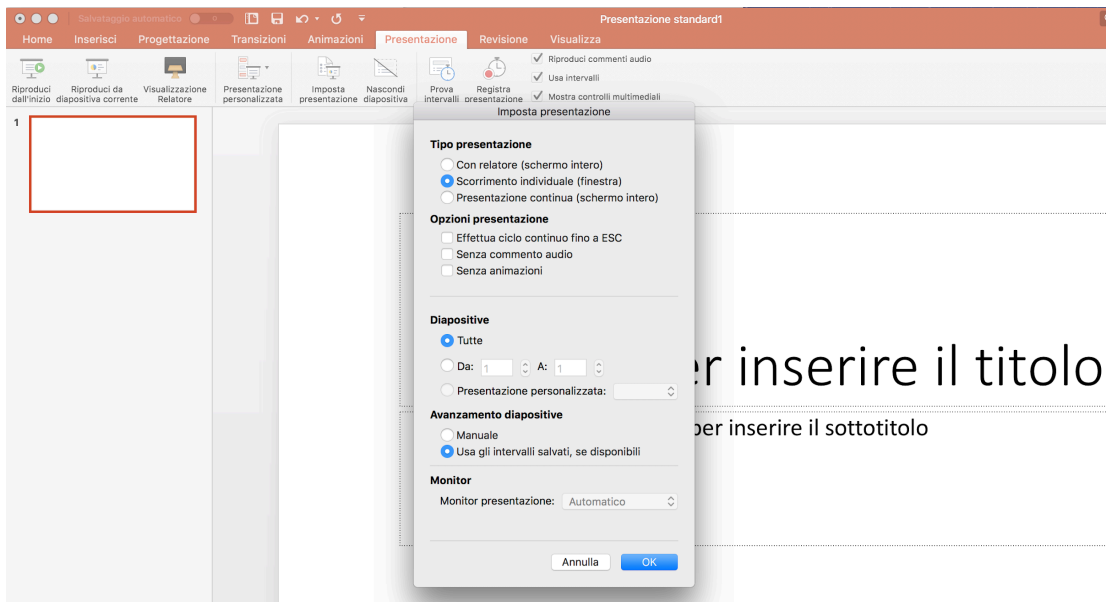 Salvataggio automatico
Presentazione standard1
Home Inserisci Progettazione Transizioni Animazioni Presentazione Revisione Visualizza
Riproduci dall'inizio
Riproduci da diapositiva corrente
Visualizzazione Relatore
Presentazione personalizzata
Imposta presentazione
Nascondi diapositiva
Prova intervalli
Registra presentazione
Riproduci commenti audio
Usa intervalli
Mostra controlli multimediali
1
Imposta presentazione
Tipo presentazione
Con relatore (schermo intero)
Scorrimento individuale (finestra)
Presentazione continua (schermo intero)
Opzioni presentazione
Effettua ciclo continuo fino a ESC
Senza commento audio
Senza animazioni
Diapositive
Tutte
Da: 1 A: 1
Presentazione personalizzata:
Avanzamento diapositive
Manuale
Usa gli intervalli salvati, se disponibili
Monitor
Monitor presentazione: Automatico
Annulla OK
er inserire il titolo
per inserire il sottotitolo